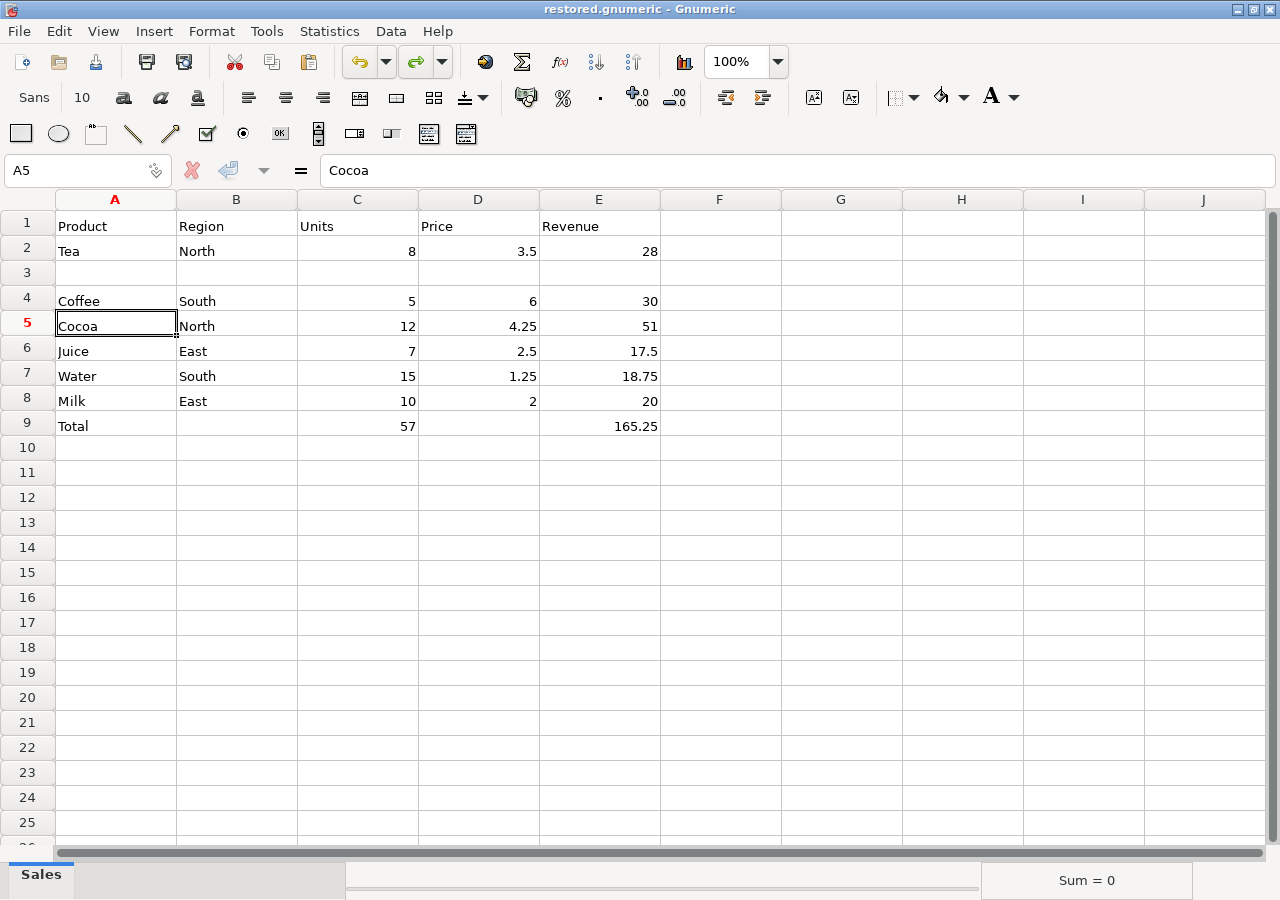 restored.gnumeric - Gnumeric
File Edit View Insert Format Tools Statistics Data Help
100%
Sans 10
A5 Cocoa
A B C D E F G H I J
1 Product Region Units Price Revenue
2 Tea North 8 3.5 28
3
4 Coffee South 5 6 30
5 Cocoa North 12 4.25 51
6 Juice East 7 2.5 17.5
7 Water South 15 1.25 18.75
8 Milk East 10 2 20
9 Total 57 165.25
10
11
12
13
14
15
16
17
18
19
20
21
22
23
24
25
Sales Sum = 0